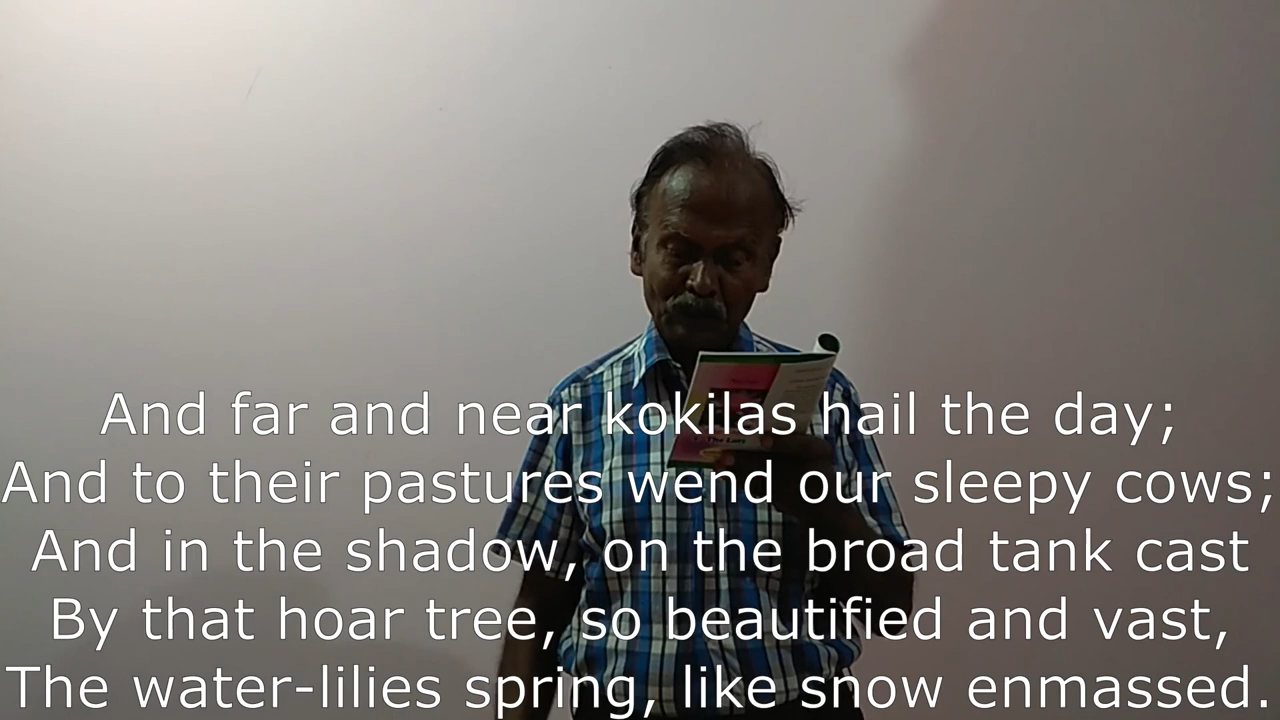 And far and near kokilas hail the day;
And to their pastures wend our sleepy cows;
And in the shadow, on the broad tank cast
By that hoar tree, so beautified and vast,
The water-lilies spring, like snow enmassed.